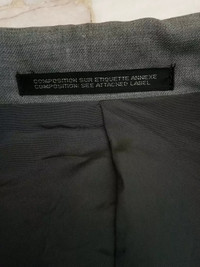 COMPOSITION SUR ETIQUETTE ANNEXE
COMPOSITION: SEE ATTACHED LABEL